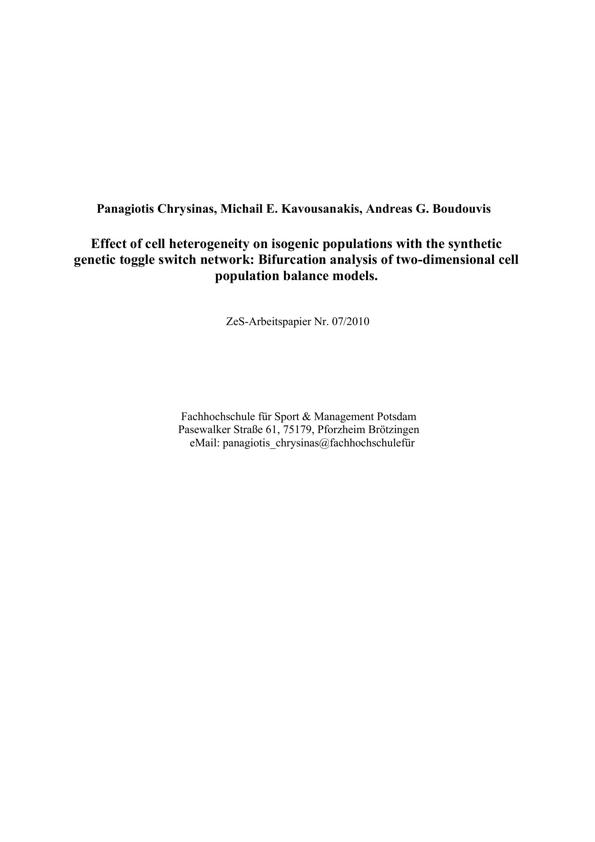 Panagiotis Chrysinas, Michail E. Kavousanakis, Andreas G. Boudouvis
Effect of cell heterogeneity on isogenic populations with the synthetic
genetic toggle switch network: Bifurcation analysis of two-dimensional cell
population balance models.
ZeS-Arbeitspapier Nr. 07/2010
Fachhochschule für Sport & Management Potsdam
Pasewalker Straße 61, 75179, Pforzheim Brötzingen
eMail: panagiotis_chrysinas@fachhochschulefür